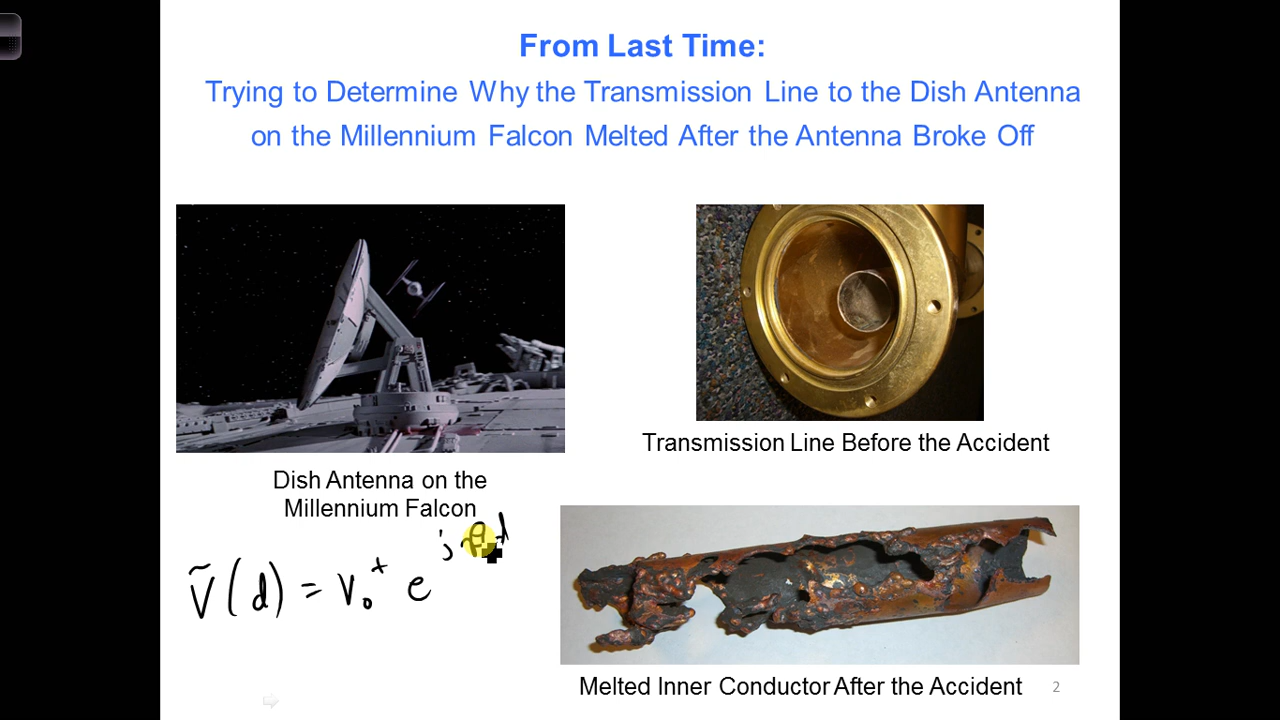 From Last Time:
Trying to Determine Why the Transmission Line to the Dish Antenna
on the Millennium Falcon Melted After the Antenna Broke Off
Transmission Line Before the Accident
Dish Antenna on the
Millennium Falcon
Ṽ(d) = V₀⁺ e
Melted Inner Conductor After the Accident 2